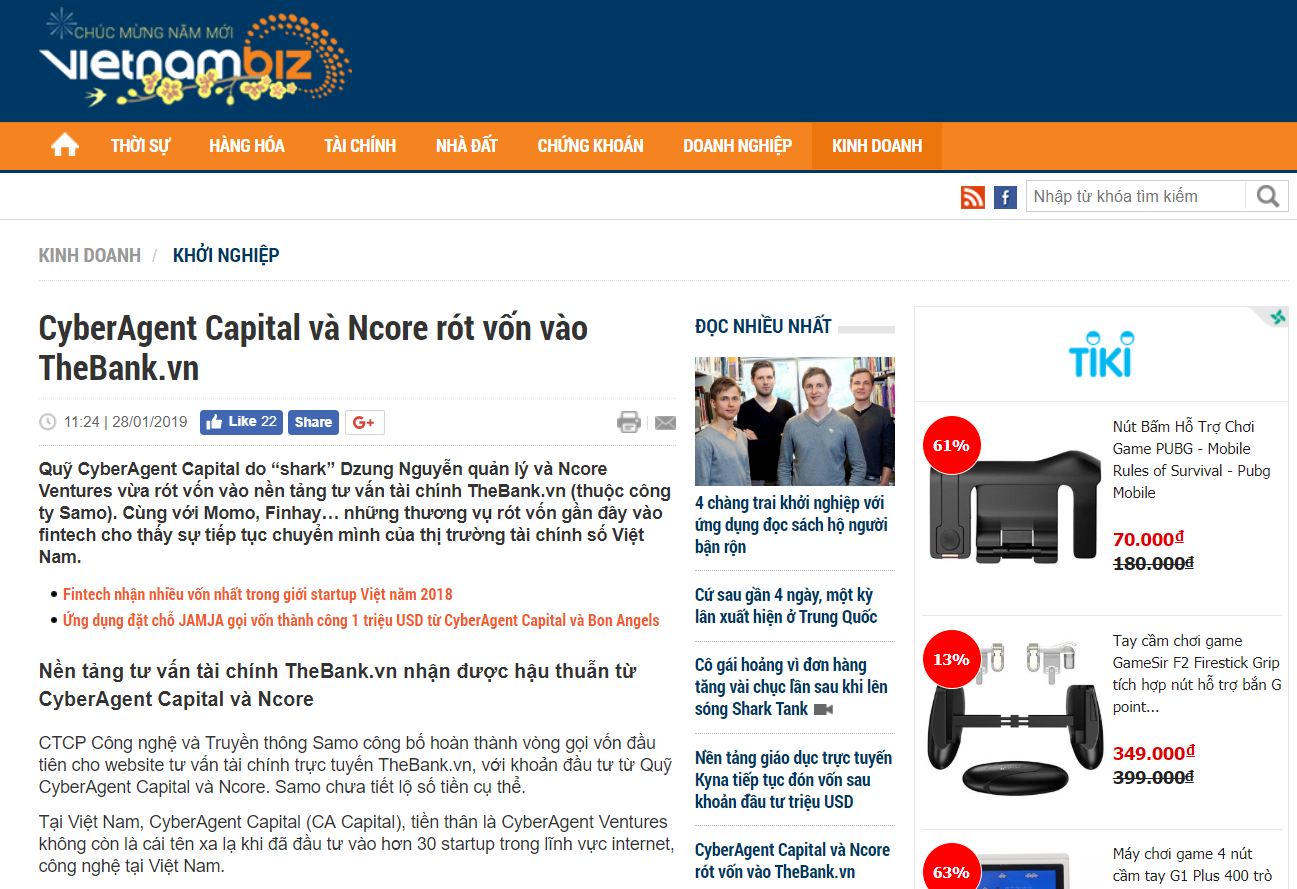 CHÚC MỪNG NĂM MỚI
vietnambiz
THỜI SỰ
HÀNG HÓA
TÀI CHÍNH
NHÀ ĐẤT
CHỨNG KHOÁN
DOANH NGHIỆP
KINH DOANH
Nhập từ khóa tìm kiếm
KINH DOANH / KHỞI NGHIỆP
CyberAgent Capital và Ncore rót vốn vào
TheBank.vn
11:24 | 28/01/2019
Like 22
Share
G+
Quỹ CyberAgent Capital do “shark” Dzung Nguyễn quản lý và Ncore
Ventures vừa rót vốn vào nền tảng tư vấn tài chính TheBank.vn (thuộc công
ty Samo). Cùng với Momo, Finhay… những thương vụ rót vốn gần đây vào
fintech cho thấy sự tiếp tục chuyển mình của thị trường tài chính số Việt
Nam.
Fintech nhận nhiều vốn nhất trong giới startup Việt năm 2018
Ứng dụng đặt chỗ JAMJA gọi vốn thành công 1 triệu USD từ CyberAgent Capital và Bon Angels
Nền tảng tư vấn tài chính TheBank.vn nhận được hậu thuẫn từ
CyberAgent Capital và Ncore
CTCP Công nghệ và Truyền thông Samo công bố hoàn thành vòng gọi vốn đầu
tiên cho website tư vấn tài chính trực tuyến TheBank.vn, với khoản đầu tư từ Quỹ
CyberAgent Capital và Ncore. Samo chưa tiết lộ số tiền cụ thể.
Tại Việt Nam, CyberAgent Capital (CA Capital), tiền thân là CyberAgent Ventures
không còn là cái tên xa lạ khi đã đầu tư vào hơn 30 startup trong lĩnh vực internet,
công nghệ tại Việt Nam.
ĐỌC NHIỀU NHẤT
4 chàng trai khởi nghiệp với
ứng dụng đọc sách hộ người
bận rộn
Cứ sau gần 4 ngày, một kỳ
lân xuất hiện ở Trung Quốc
Cô gái hoảng vì đơn hàng
tăng vài chục lần sau khi lên
sóng Shark Tank
Nền tảng giáo dục trực tuyến
Kyna tiếp tục đón vốn sau
khoản đầu tư triệu USD
CyberAgent Capital và Ncore
rót vốn vào TheBank.vn
TIKI
61%
Nút Bấm Hỗ Trợ Chơi
Game PUBG - Mobile
Rules of Survival - Pubg
Mobile
70.000₫
180.000₫
13%
Tay cầm chơi game
GameSir F2 Firestick Grip
tích hợp nút hỗ trợ bắn G
point...
349.000₫
399.000₫
63%
Máy chơi game 4 nút
cầm tay G1 Plus 400 trò